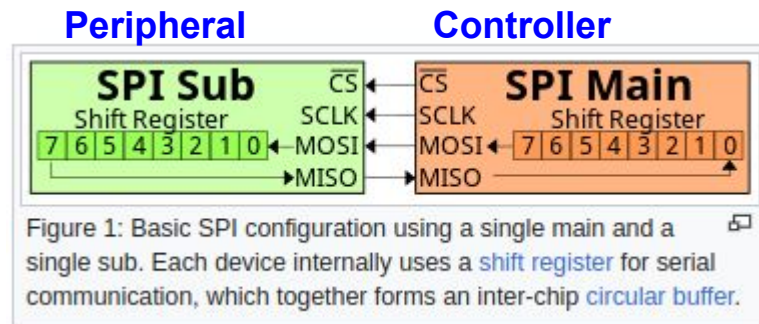 Peripheral Controller
SPI Sub CS CS SPI Main
Shift Register SCLK SCLK Shift Register
7 6 5 4 3 2 1 0 MOSI MOSI 7 6 5 4 3 2 1 0
MISO MISO
Figure 1: Basic SPI configuration using a single main and a
single sub. Each device internally uses a shift register for serial
communication, which together forms an inter-chip circular buffer.